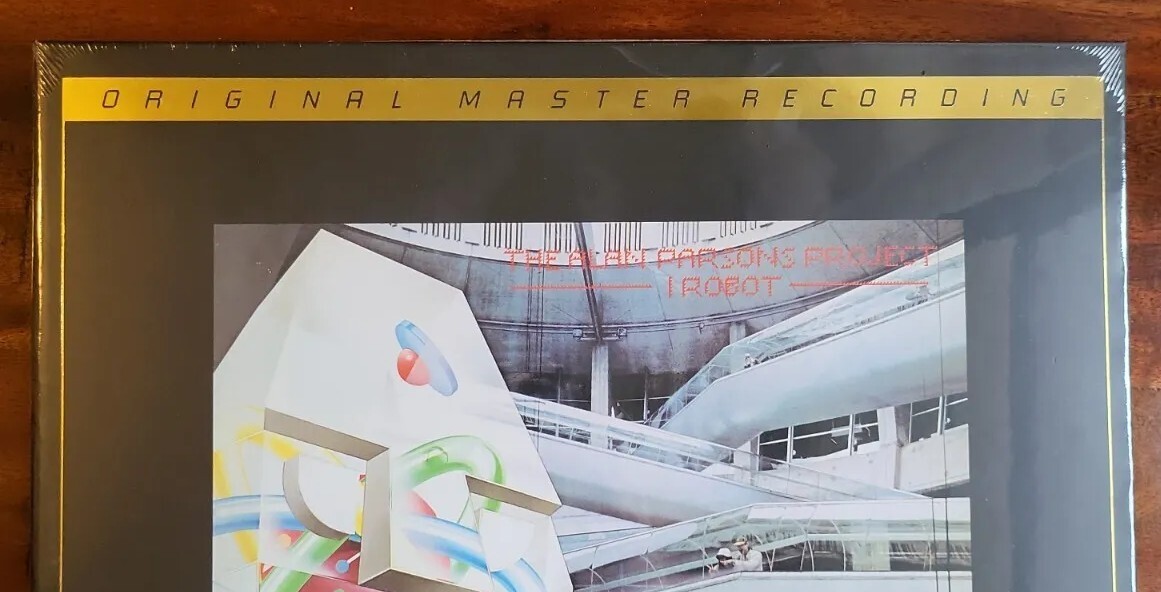 ORIGINAL MASTER RECORDING
THE ALAN PARSONS PROJECT
I ROBOT